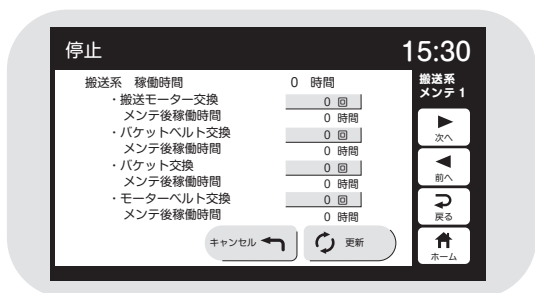 停止 15:30
搬送系 稼働時間 0 時間
・搬送モーター交換 0 回
メンテ後稼働時間 0 時間
・バケットベルト交換 0 回
メンテ後稼働時間 0 時間
・バケット交換 0 回
メンテ後稼働時間 0 時間
・モーターベルト交換 0 回
メンテ後稼働時間 0 時間
キャンセル 更新
搬送系
メンテ 1
次へ
前へ
戻る
ホーム